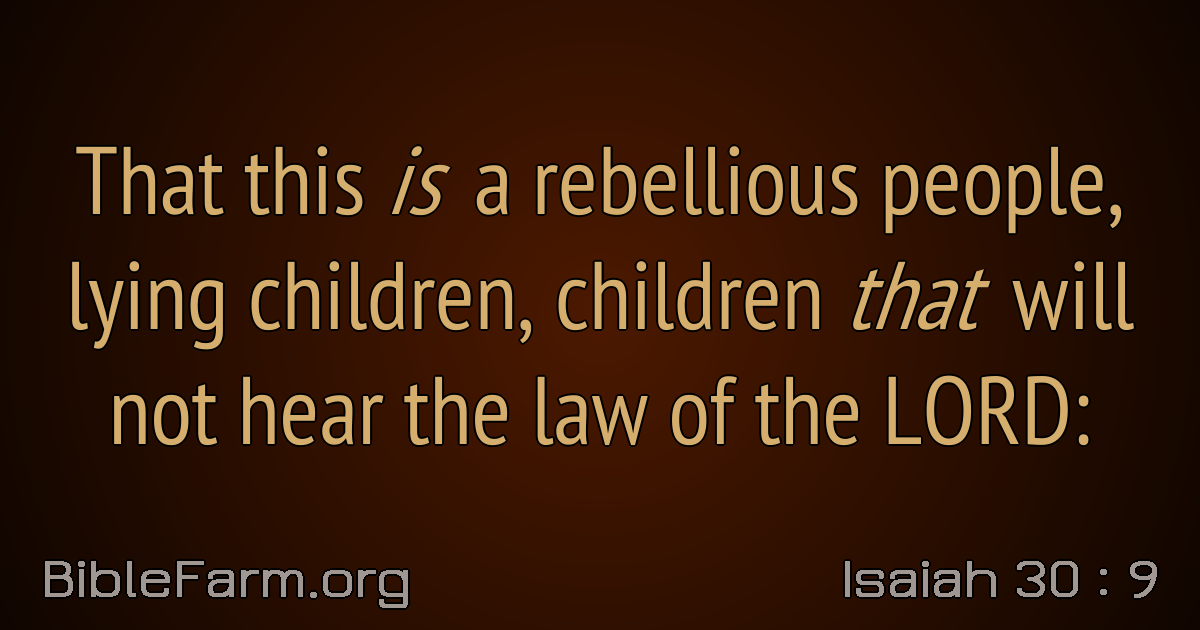 That this is a rebellious people,
lying children, children that will
not hear the law of the LORD:
BibleFarm.org
Isaiah 30 : 9